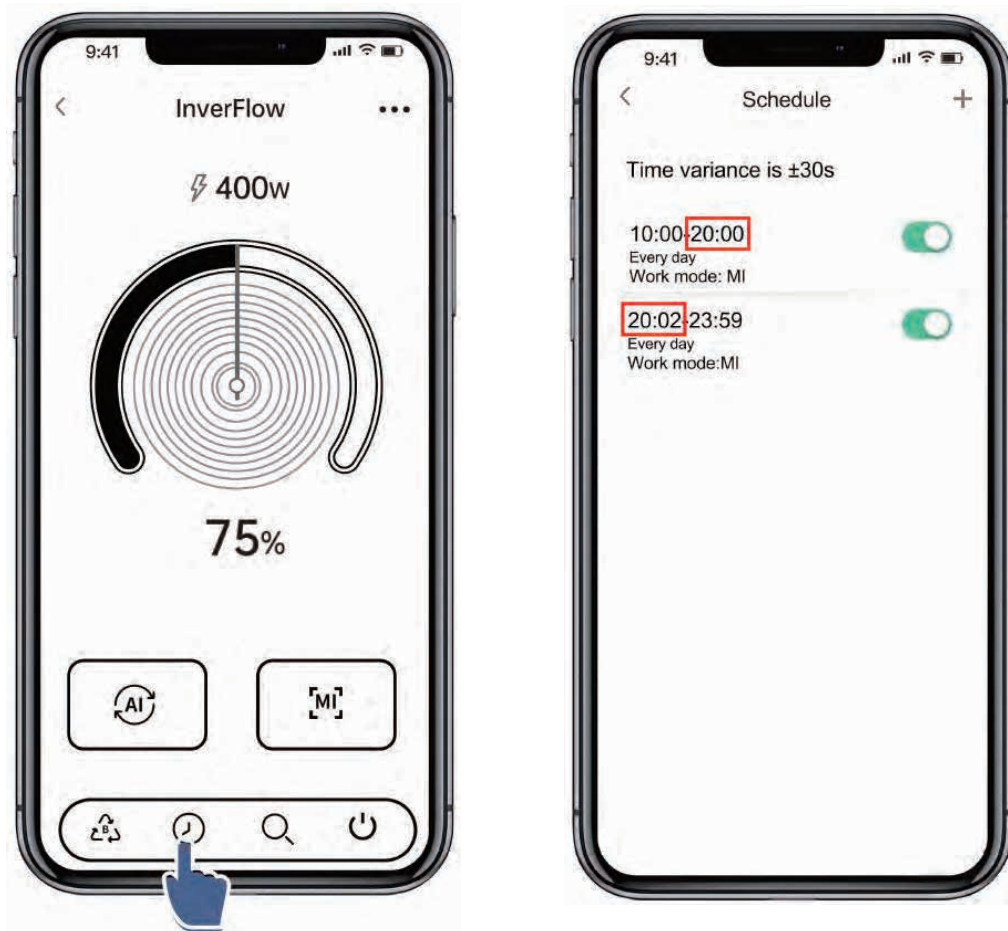 9:41
InverFlow
400W
75%
AI
MI
B
9:41
Schedule
Time variance is ±30s
10:00-20:00
Every day
Work mode: MI
20:02-23:59
Every day
Work mode:MI